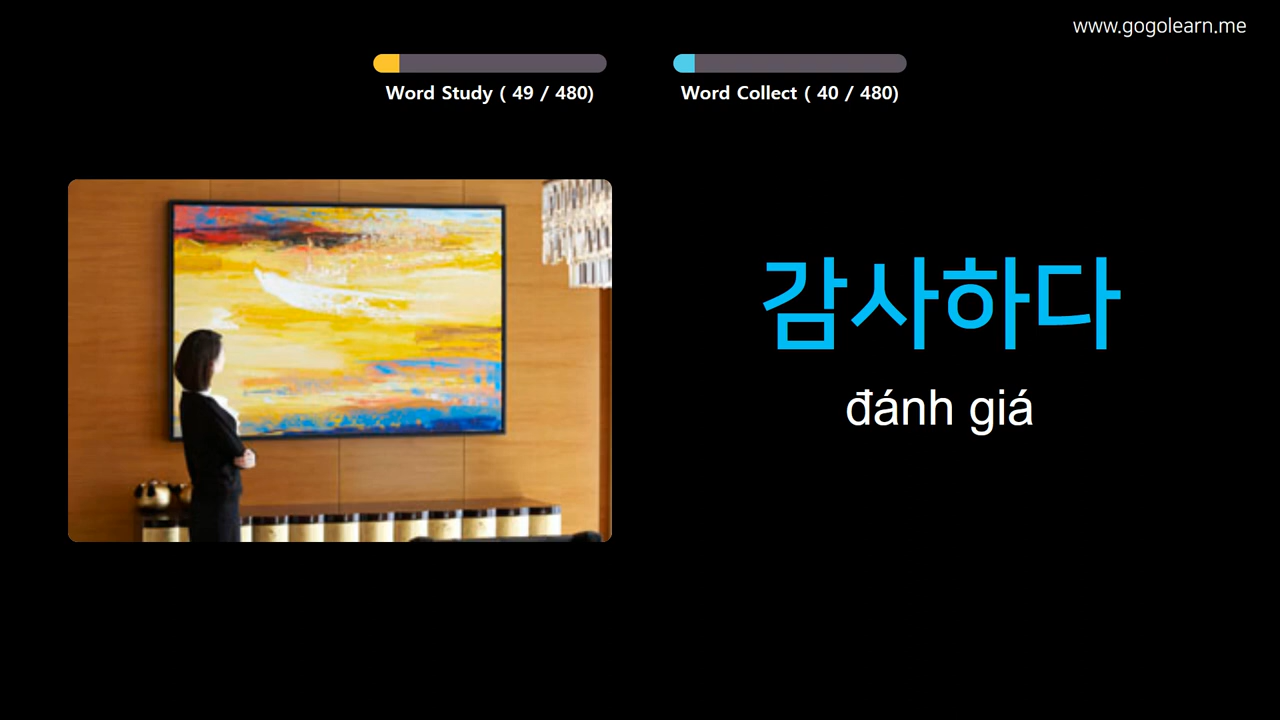 www.gogolearn.me
Word Study ( 49 / 480)
Word Collect ( 40 / 480)
감사하다
đánh giá